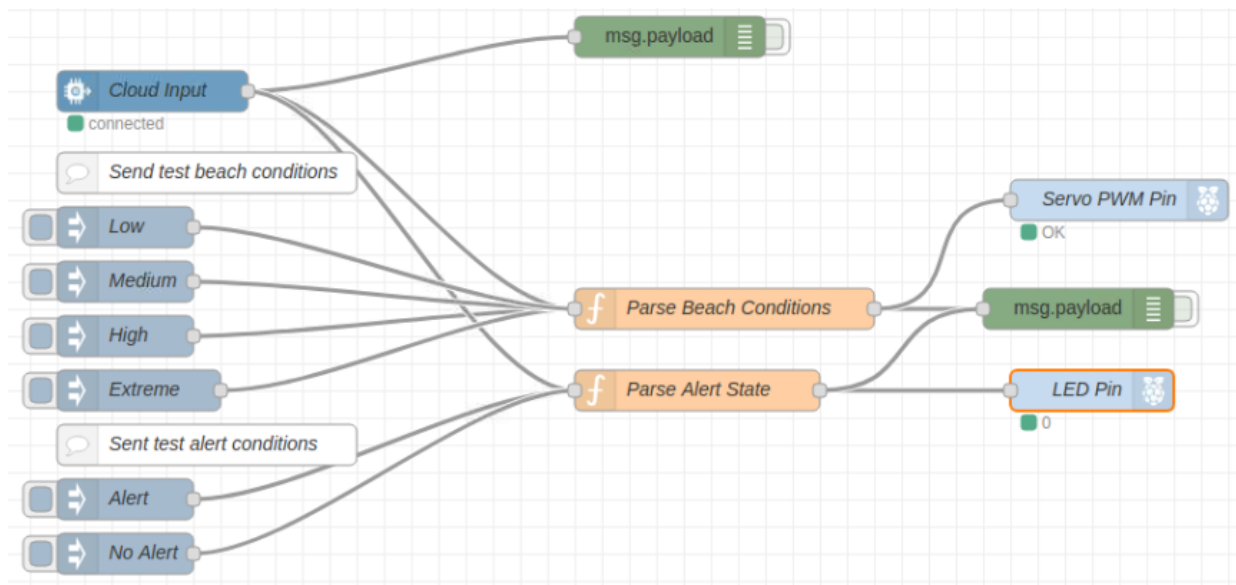 msg.payload
Cloud Input
connected
Send test beach conditions
Low
Servo PWM Pin
OK
Medium
Parse Beach Conditions
msg.payload
High
Extreme
Parse Alert State
LED Pin
0
Sent test alert conditions
Alert
No Alert